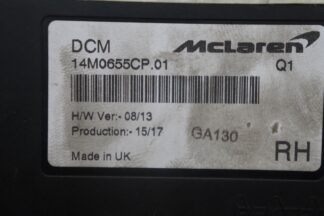 DCM McLaren
14M0655CP.01 Q1
H/W Ver:- 08/13
Production:- 15/17 GA130
Made in UK RH